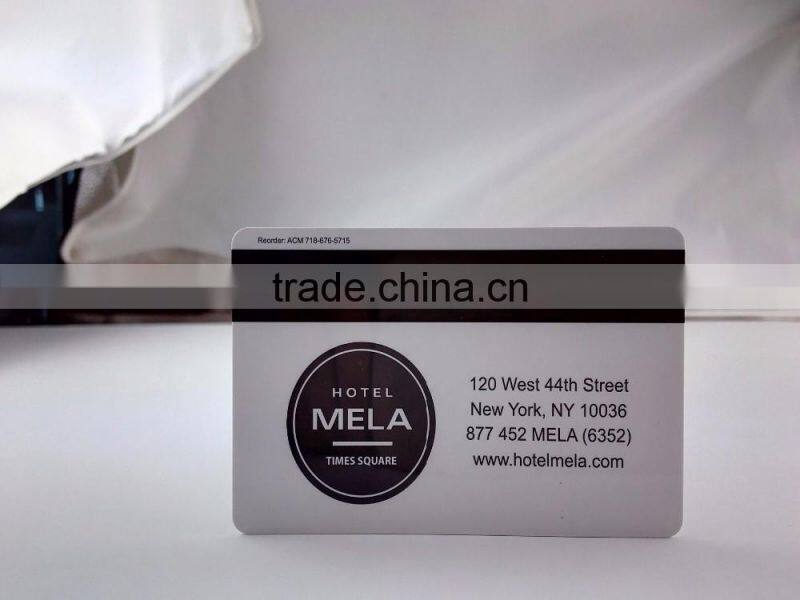 Reorder: ACM 718-676-5715
trade.china.cn
HOTEL
MELA
TIMES SQUARE
120 West 44th Street
New York, NY 10036
877 452 MELA (6352)
www.hotelmela.com